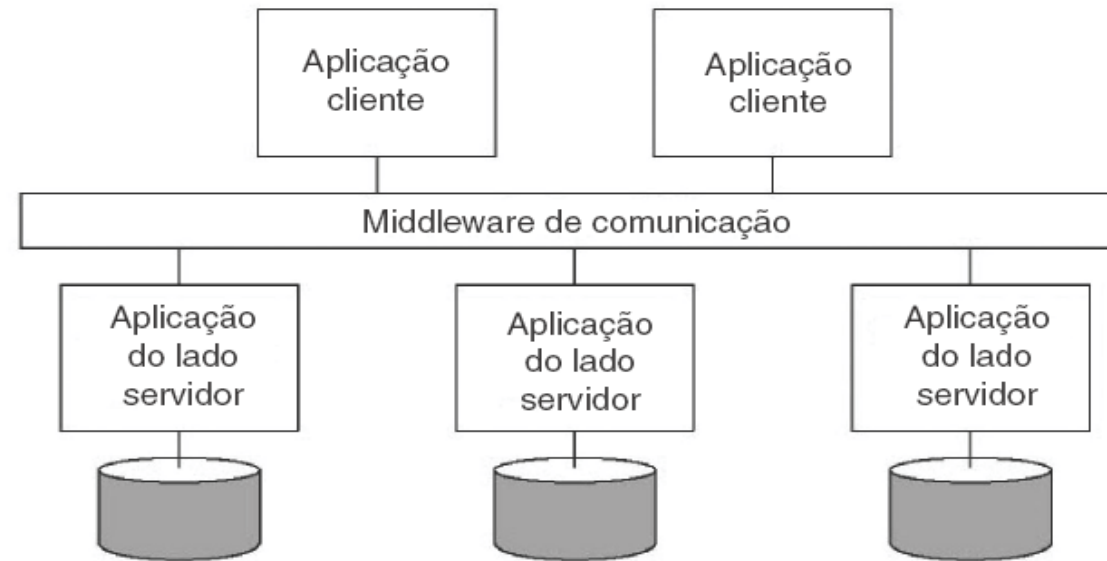 Aplicação
cliente
Aplicação
cliente
Middleware de comunicação
Aplicação
do lado
servidor
Aplicação
do lado
servidor
Aplicação
do lado
servidor